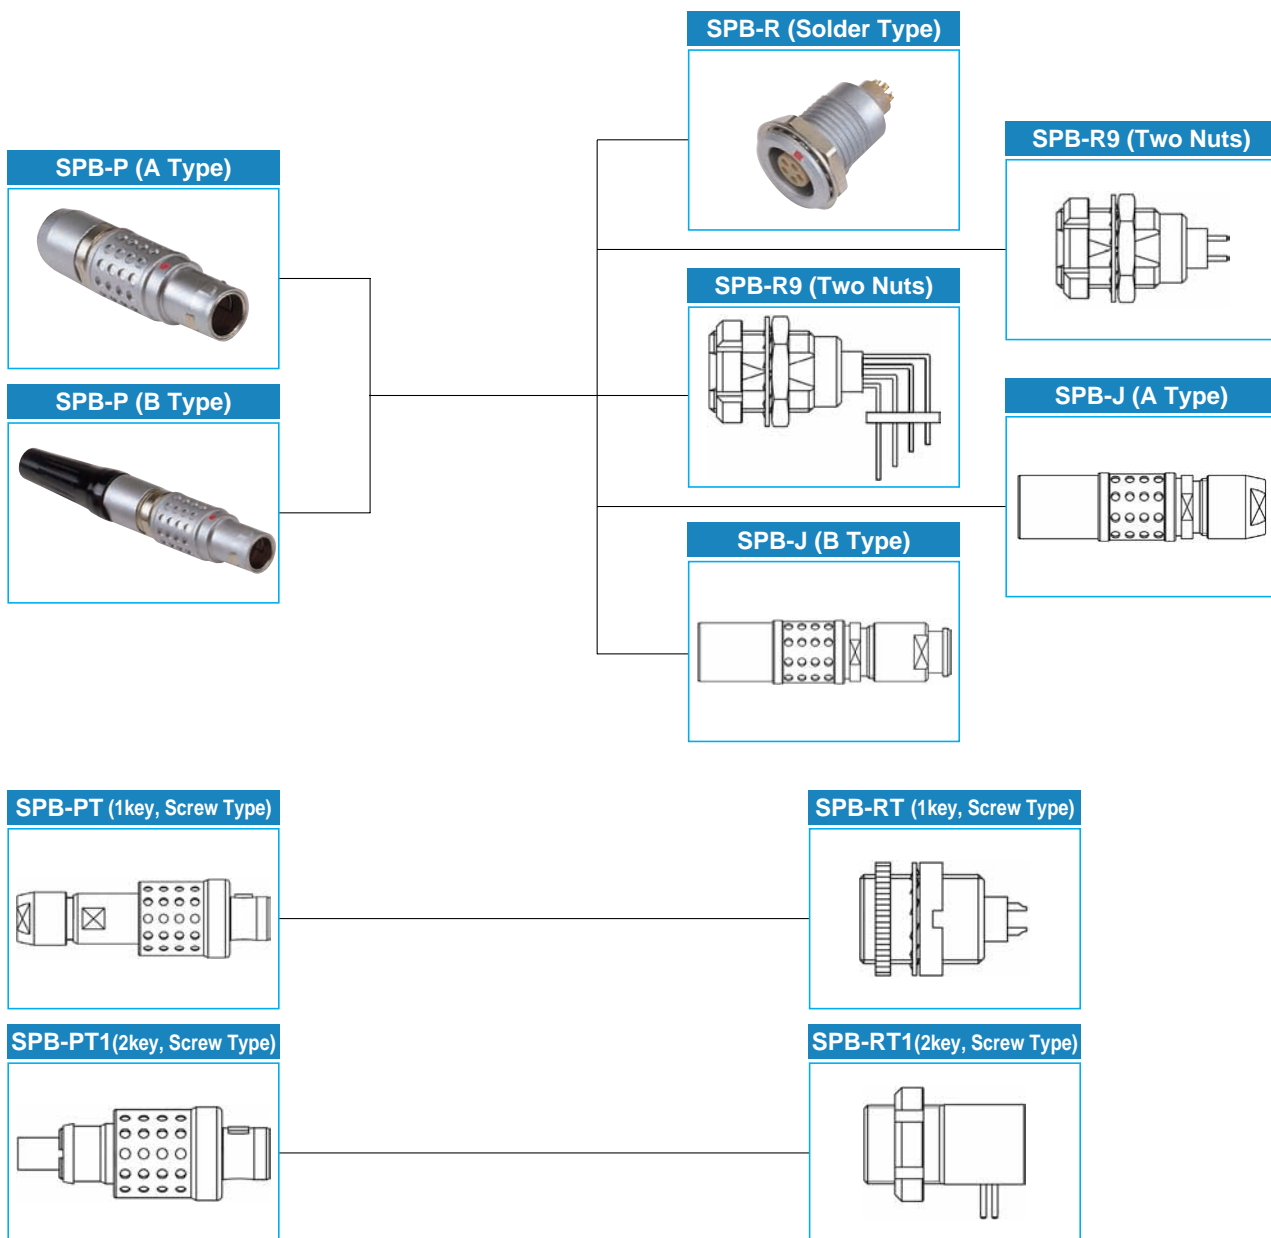 SPB-R (Solder Type)
SPB-R9 (Two Nuts)
SPB-P (A Type)
SPB-R9 (Two Nuts)
SPB-P (B Type)
SPB-J (A Type)
SPB-J (B Type)
SPB-PT (1key, Screw Type)
SPB-RT (1key, Screw Type)
SPB-PT1(2key, Screw Type)
SPB-RT1(2key, Screw Type)